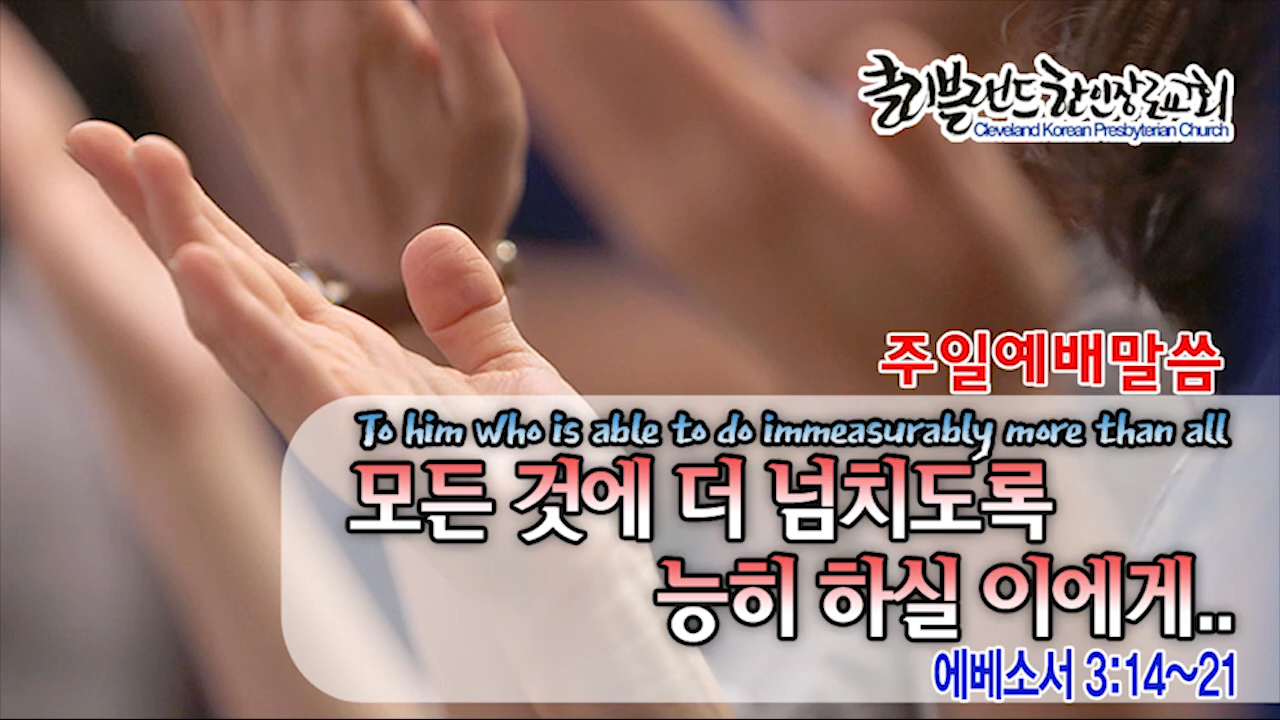 클리블랜드 한인장로교회
Cleveland Korean Presbyterian Church
주일예배말씀
To him Who is able to do immeasurably more than all
모든 것에 더 넘치도록
능히 하실 이에게..
에베소서 3:14~21